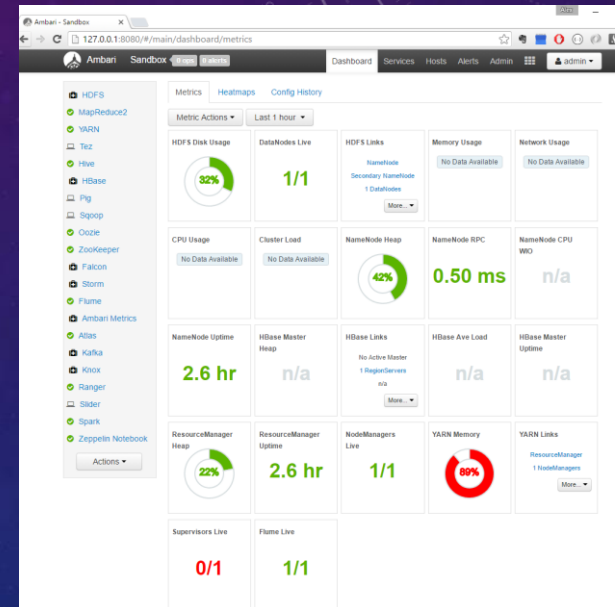 Ambari - Sandbox
127.0.0.1:8080/#/main/dashboard/metrics
Ambari Sandbox 0 ops 0 alerts Dashboard Services Hosts Alerts Admin admin
HDFS
MapReduce2
YARN
Tez
Hive
HBase
Pig
Sqoop
Oozie
ZooKeeper
Falcon
Storm
Flume
Ambari Metrics
Atlas
Kafka
Knox
Ranger
Slider
Spark
Zeppelin Notebook
Actions
Metrics Heatmaps Config History
Metric Actions Last 1 hour
HDFS Disk Usage
32%
DataNodes Live
1/1
HDFS Links
NameNode
Secondary NameNode
1 DataNodes
More...
Memory Usage
No Data Available
Network Usage
No Data Available
CPU Usage
No Data Available
Cluster Load
No Data Available
NameNode Heap
42%
NameNode RPC
0.50 ms
NameNode CPU
WIO
n/a
NameNode Uptime
2.6 hr
HBase Master
Heap
n/a
HBase Links
No Active Master
1 RegionServers
n/a
More...
HBase Ave Load
n/a
HBase Master
Uptime
n/a
ResourceManager
Heap
22%
ResourceManager
Uptime
2.6 hr
NodeManagers
Live
1/1
YARN Memory
89%
YARN Links
ResourceManager
1 NodeManagers
More...
Supervisors Live
0/1
Flume Live
1/1